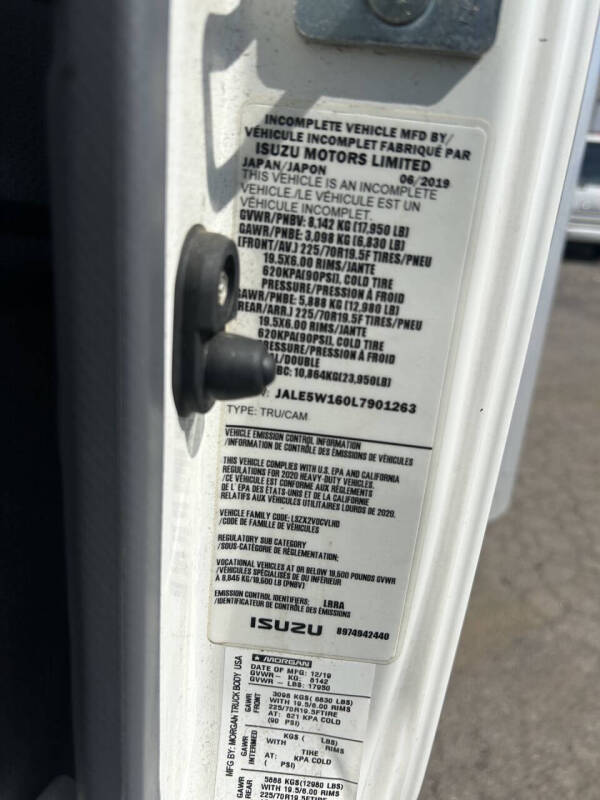 INCOMPLETE VEHICLE MFD BY/
VÉHICULE INCOMPLET FABRIQUÉ PAR
ISUZU MOTORS LIMITED
JAPAN/JAPON 06/2019
THIS VEHICLE IS AN INCOMPLETE
VEHICLE./LE VÉHICULE EST UN
VÉHICULE INCOMPLET.
GVWR/PNBV: 8,142 KG (17,950 LB)
GAWR/PNBE: 3,098 KG (6,830 LB)
(FRONT/AV.) 225/70R19.5F TIRES/PNEU
19.5X6.00 RIMS/JANTE
620KPA(90PSI), COLD TIRE
PRESSURE/PRESSION À FROID
GAWR/PNBE: 5,888 KG (12,980 LB)
REAR/ARR.) 225/70R19.5F TIRES/PNEU
19.5X6.00 RIMS/JANTE
620KPA(90PSI), COLD TIRE
PRESSURE/PRESSION À FROID
/DOUBLE
BC: 10,864KG(23,950LB)
JALE5W160L7901263
TYPE: TRU/CAM
VEHICLE EMISSION CONTROL INFORMATION
/INFORMATION DE CONTRÔLE DES ÉMISSIONS DE VÉHICULES
THIS VEHICLE COMPLIES WITH U.S. EPA AND CALIFORNIA
REGULATIONS FOR 2020 HEAVY-DUTY VEHICLES.
/CE VÉHICULE EST CONFORME AUX RÈGLEMENTS
DE L' EPA DES ÉTATS-UNIS ET DE LA CALIFORNIE
RELATIFS AUX VÉHICULES UTILITAIRES LOURDS DE 2020.
VEHICLE FAMILY CODE: LSZX2VOCVLHD
/CODE DE FAMILLE DE VÉHICULES
REGULATORY SUB CATEGORY
/SOUS-CATÉGORIE DE RÉGLEMENTATION:
VOCATIONAL VEHICLES AT OR BELOW 19,500 POUNDS GVWR
/VÉHICULES SPÉCIALISÉS DE OU INFÉRIEUR
À 8,845 KG/19,500 LB (PNBV)
EMISSION CONTROL IDENTIFIERS: LRRA
/IDENTIFICATEUR DE CONTRÔLE DES ÉMISSIONS
ISUZU 8974942440
MORGAN
MFG BY: MORGAN TRUCK BODY USA
DATE OF MFG: 12/19
GVWR- KG: 8142
GVWR- LBS: 17950
GAWR FRONT
3098 KGS( 6830 LBS)
WITH 19.5/6.00 RIMS
225/70R19.5FTIRE
AT: 621 KPA COLD
(90 PSI)
GAWR INTERMED
KGS ( LBS)
WITH RIMS
TIRE
AT: KPA COLD
( PSI)
GAWR REAR
5888 KGS(12980 LBS)
WITH 19.5/6.00 RIMS
225/70R19.5FTIRE